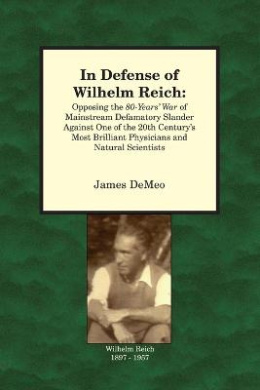 In Defense of
Wilhelm Reich:
Opposing the 80-Years' War of
Mainstream Defamatory Slander
Against One of the 20th Century's
Most Brilliant Physicians and
Natural Scientists
James DeMeo
Wilhelm Reich
1897 - 1957